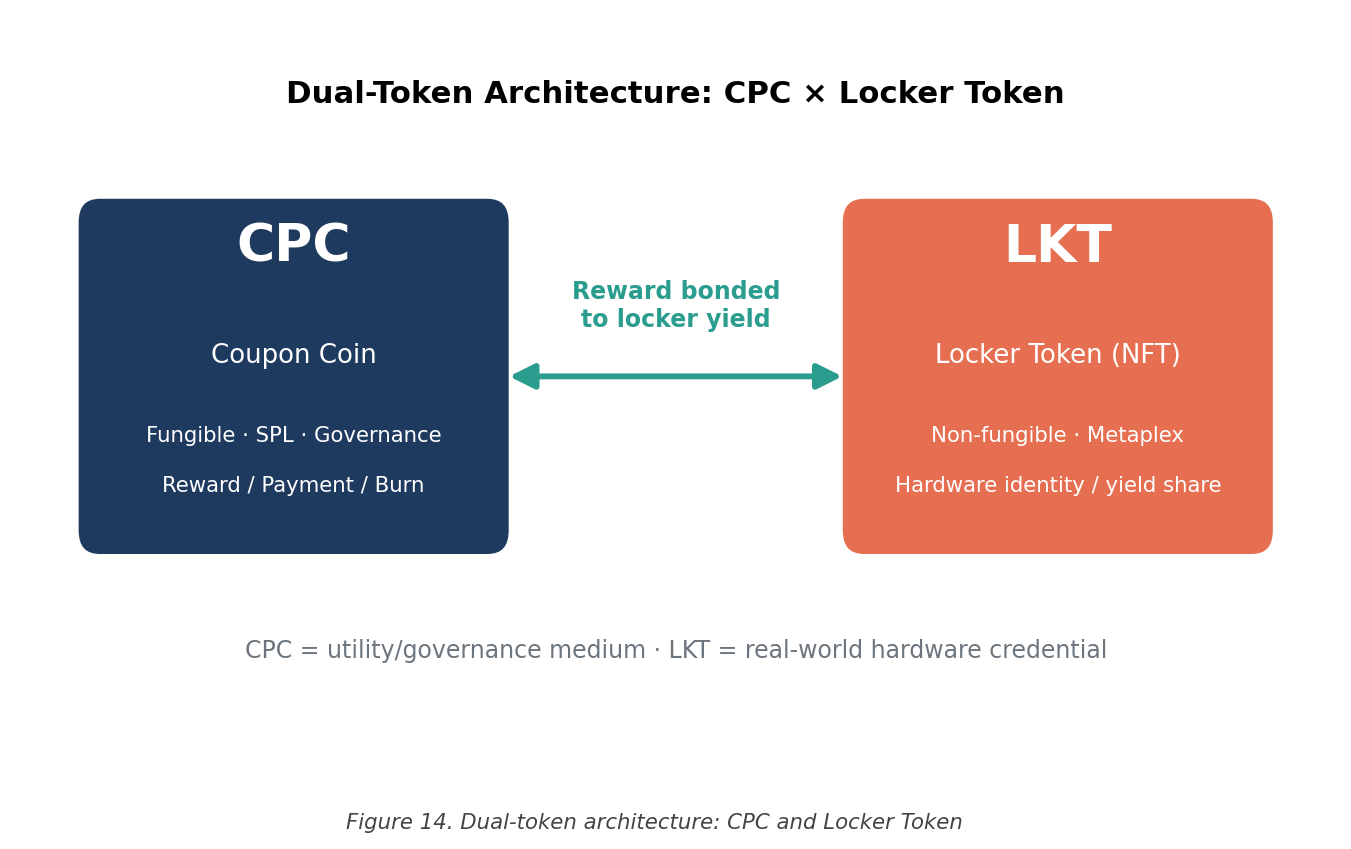 Dual-Token Architecture: CPC × Locker Token
CPC
Coupon Coin
Fungible · SPL · Governance
Reward / Payment / Burn
Reward bonded
to locker yield
LKT
Locker Token (NFT)
Non-fungible · Metaplex
Hardware identity / yield share
CPC = utility/governance medium · LKT = real-world hardware credential
Figure 14. Dual-token architecture: CPC and Locker Token